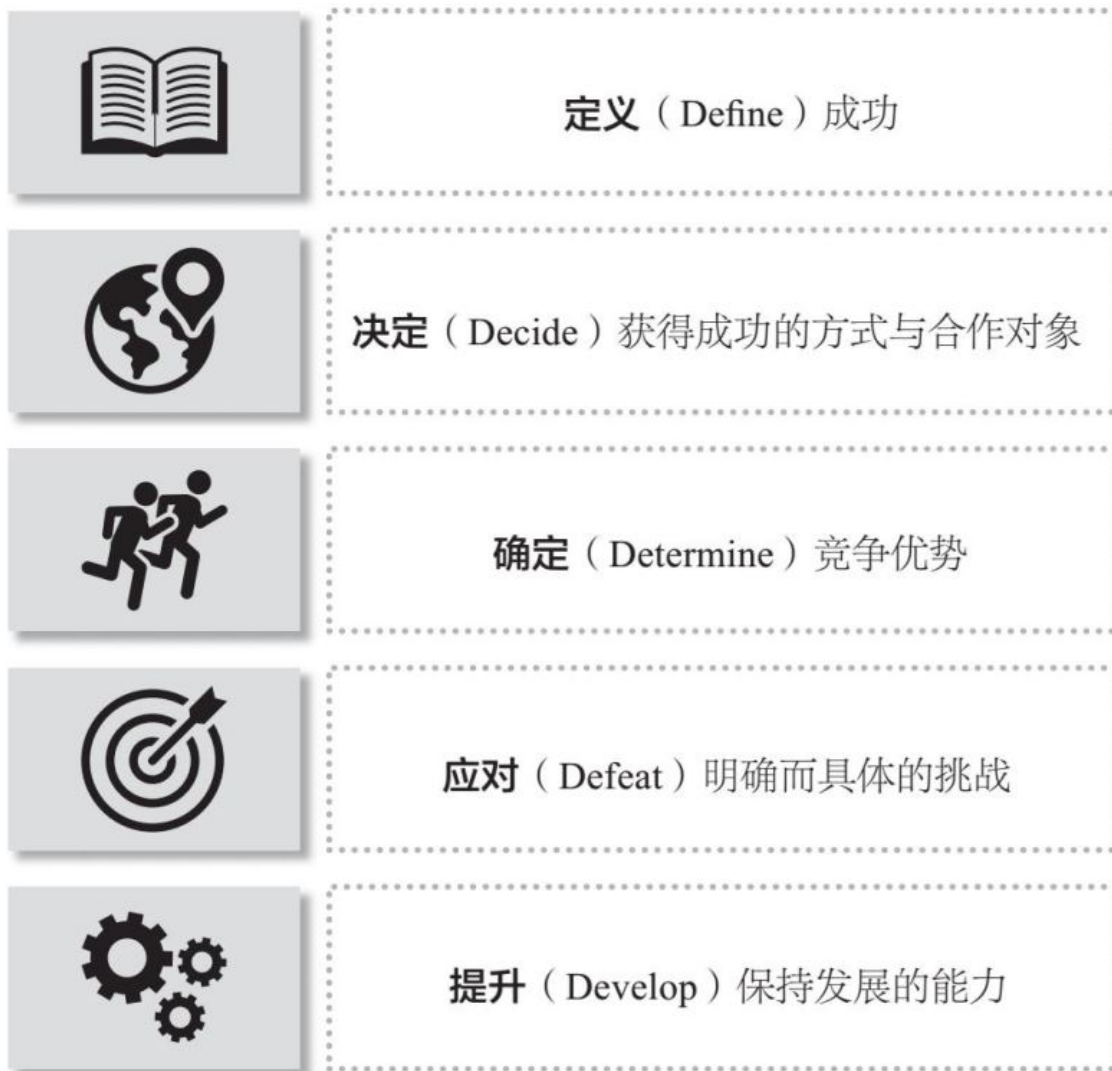 定义（Define）成功
决定（Decide）获得成功的方式与合作对象
确定（Determine）竞争优势
应对（Defeat）明确而具体的挑战
提升（Develop）保持发展的能力